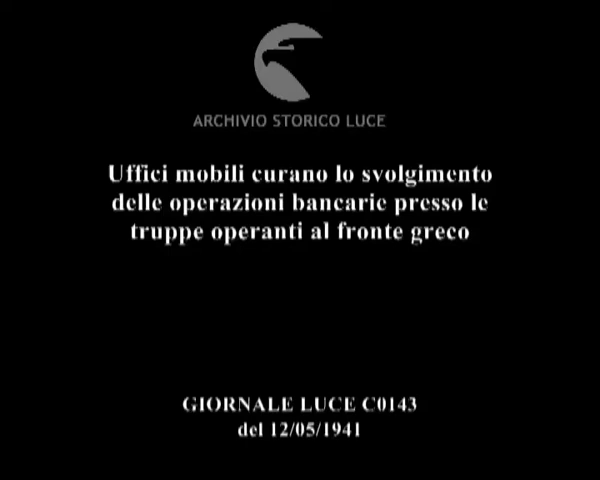 ARCHIVIO STORICO LUCE
Uffici mobili curano lo svolgimento
delle operazioni bancarie presso le
truppe operanti al fronte greco
GIORNALE LUCE C0143
del 12/05/1941